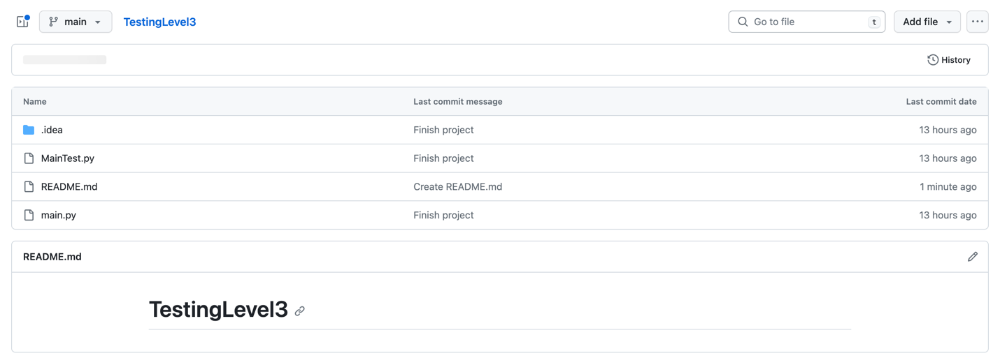 main TestingLevel3 Go to file t Add file
History
Name Last commit message Last commit date
.idea Finish project 13 hours ago
MainTest.py Finish project 13 hours ago
README.md Create README.md 1 minute ago
main.py Finish project 13 hours ago
README.md
TestingLevel3